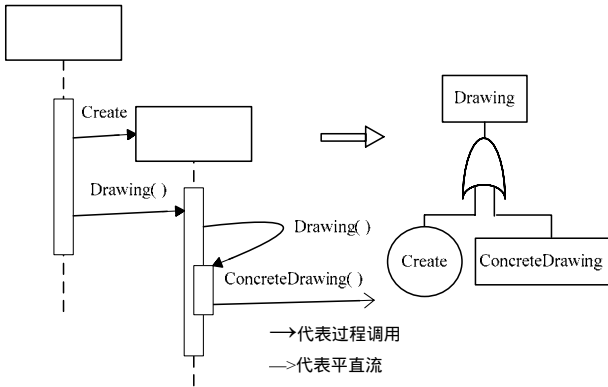 Create
Drawing( )
Drawing( )
ConcreteDrawing( )
→代表过程调用
—>代表平直流
Drawing
Create
ConcreteDrawing